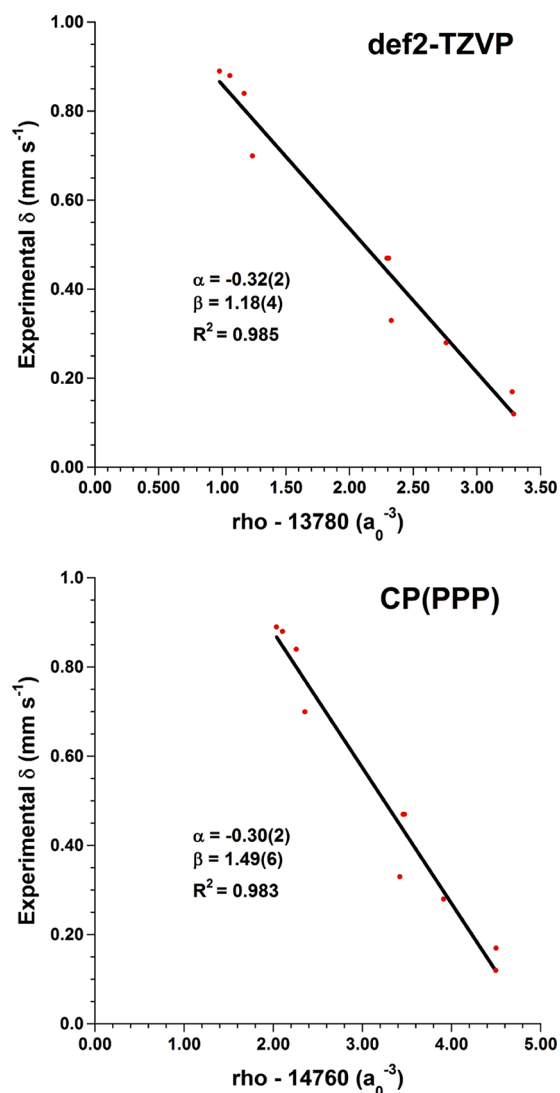 def2-TZVP
1.00
0.80
0.60
0.40
0.20
0.00
Experimental δ (mm s⁻¹)
α = -0.32(2)
β = 1.18(4)
R² = 0.985
0.00 0.500 1.00 1.50 2.00 2.50 3.00 3.50
rho - 13780 (a₀⁻³)
CP(PPP)
1.0
0.80
0.60
0.40
0.20
0.0
Experimental δ (mm s⁻¹)
α = -0.30(2)
β = 1.49(6)
R² = 0.983
0.00 1.00 2.00 3.00 4.00 5.00
rho - 14760 (a₀⁻³)